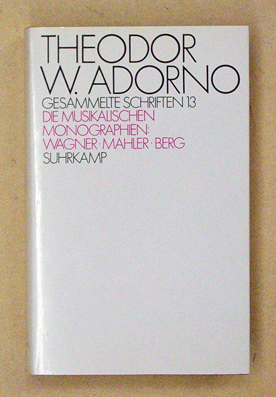 THEODOR
W. ADORNO
GESAMMELTE SCHRIFTEN 13
DIE MUSIKALISCHEN
MONOGRAPHIEN:
WAGNER · MAHLER · BERG
SUHRKAMP